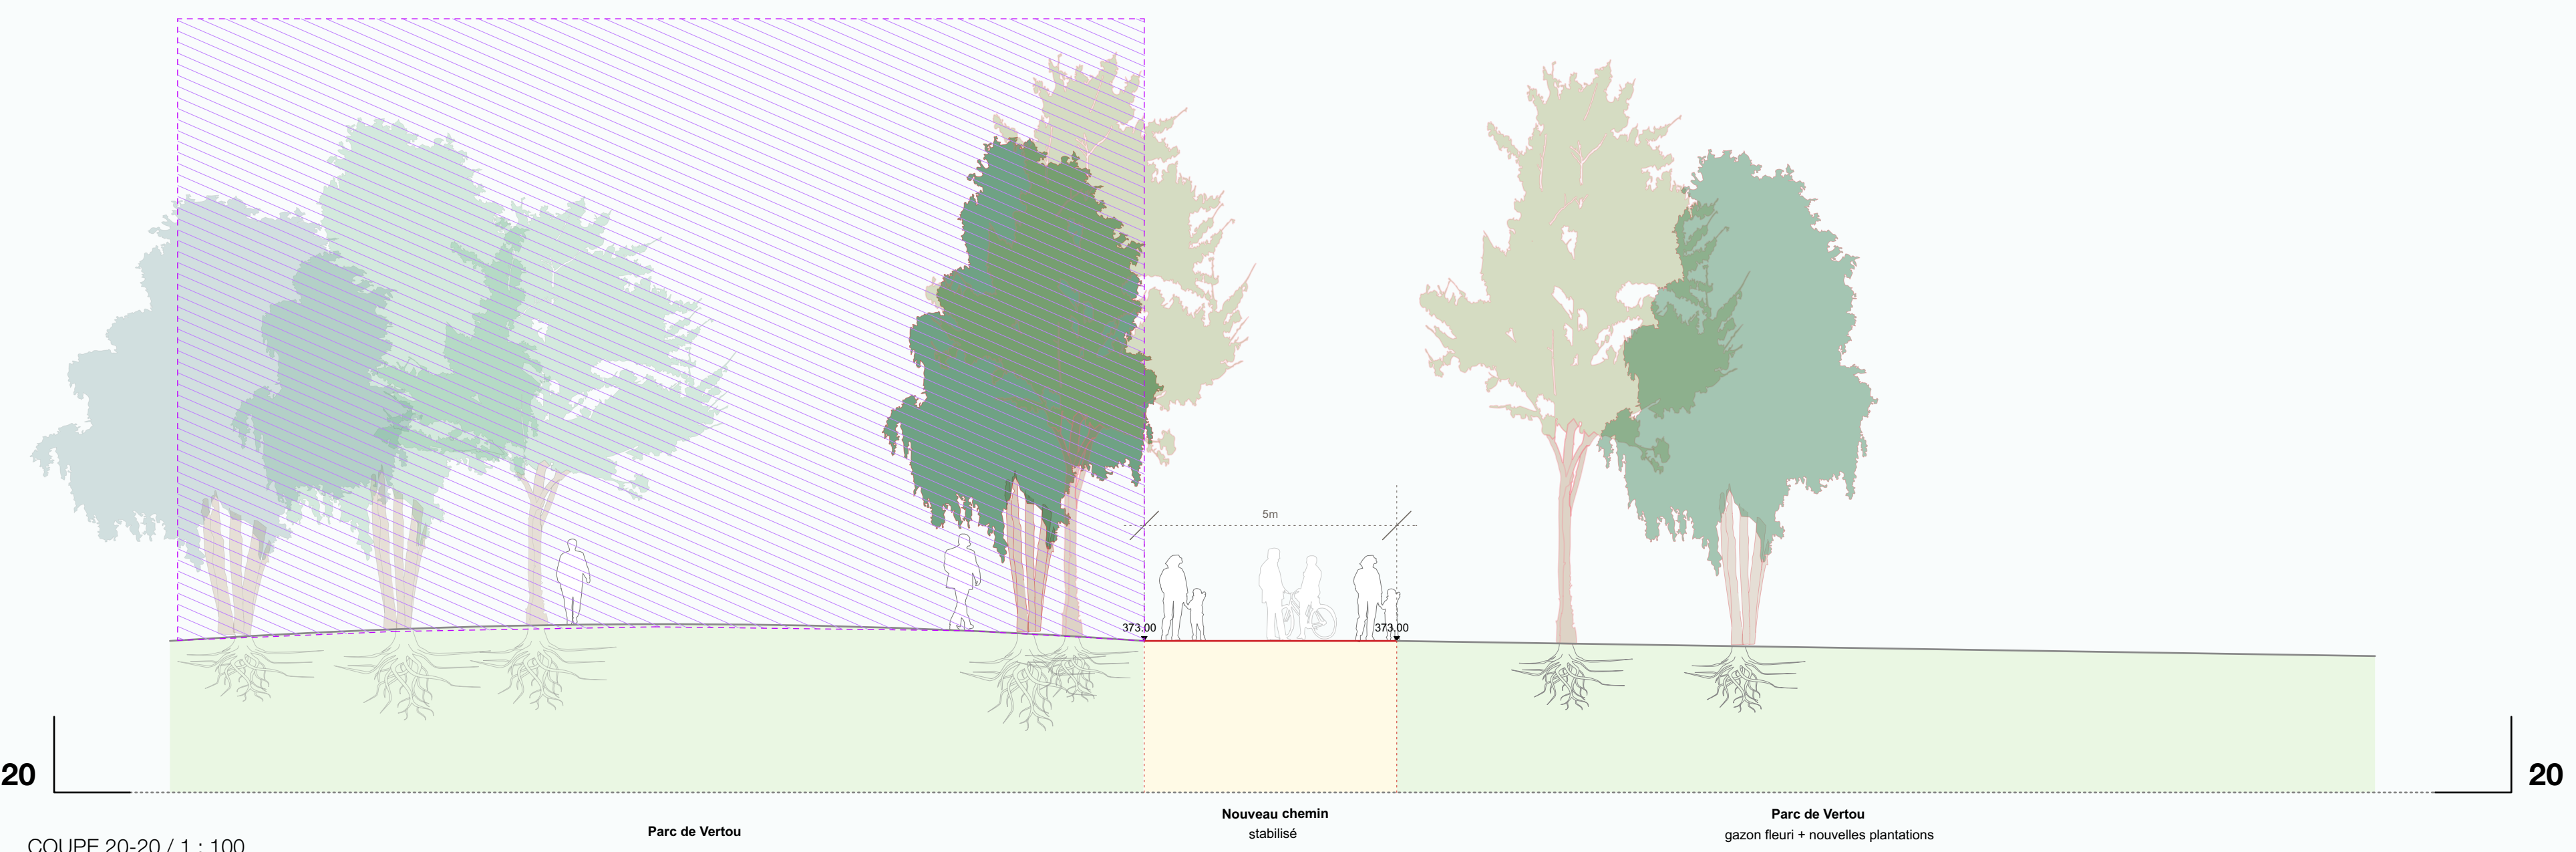 5m
373.00
373.00
20
20
Nouveau chemin
stabilisé
Parc de Vertou
gazon fleuri + nouvelles plantations
Parc de Vertou
COUPE 20-20 / 1 : 100